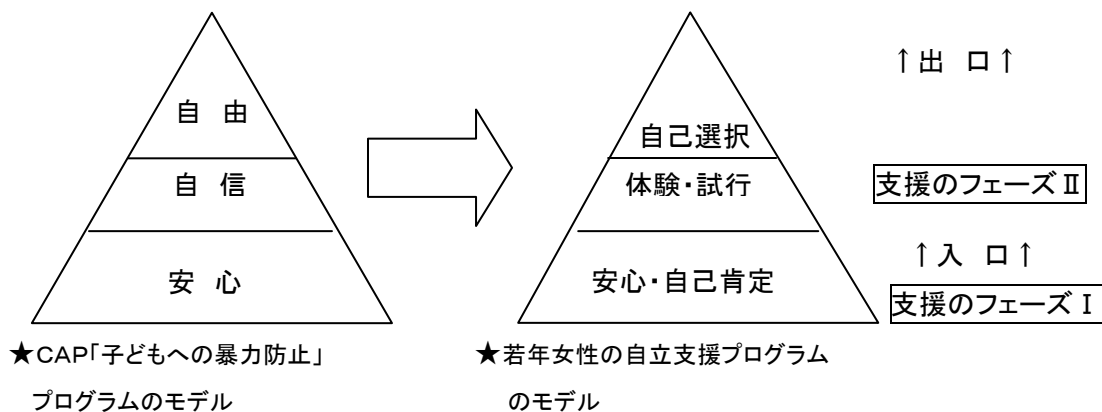 自 由
自 信
安 心
★CAP「子どもへの暴力防止」
プログラムのモデル
自己選択
体験・試行
安心・自己肯定
★若年女性の自立支援プログラム
のモデル
↑出 口↑
支援のフェーズⅡ
↑入 口↑
支援のフェーズⅠ